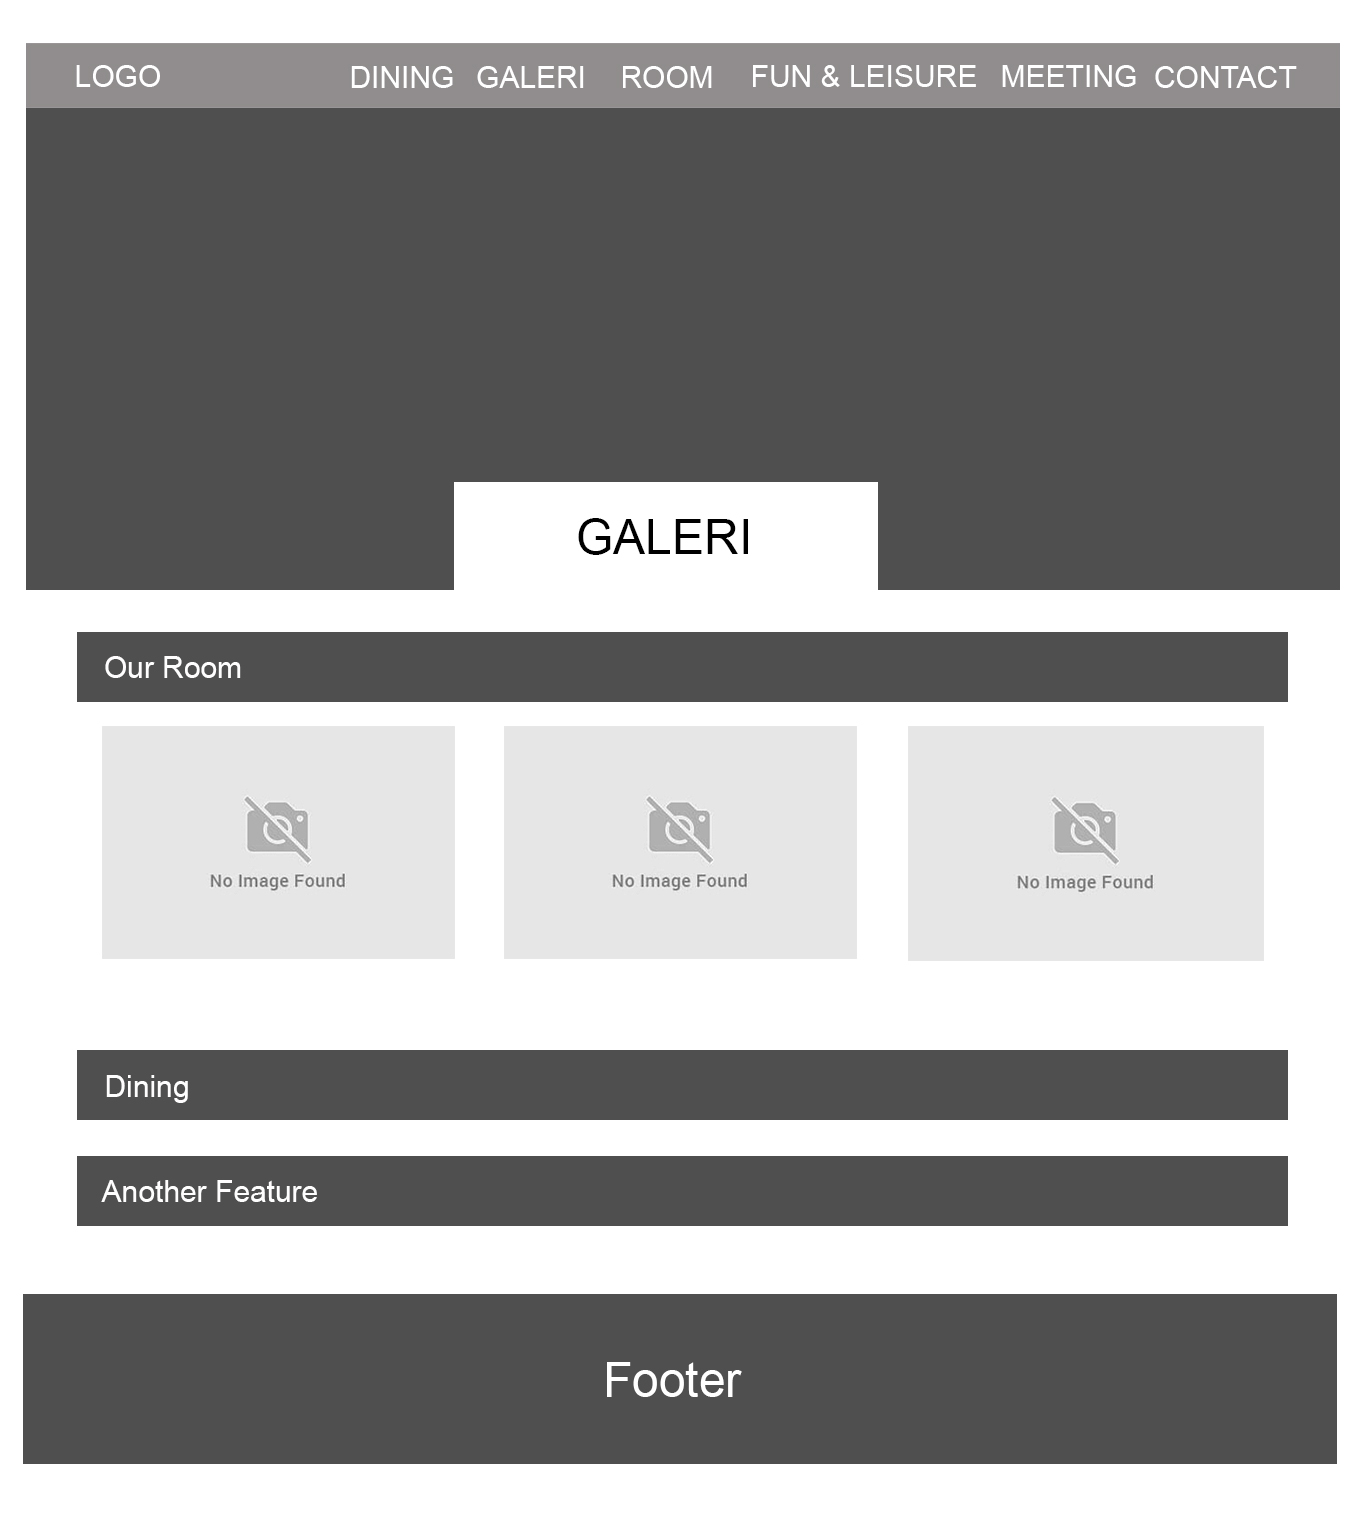 LOGO DINING GALERI ROOM FUN & LEISURE MEETING CONTACT
GALERI
Our Room
No Image Found No Image Found No Image Found
Dining
Another Feature
Footer